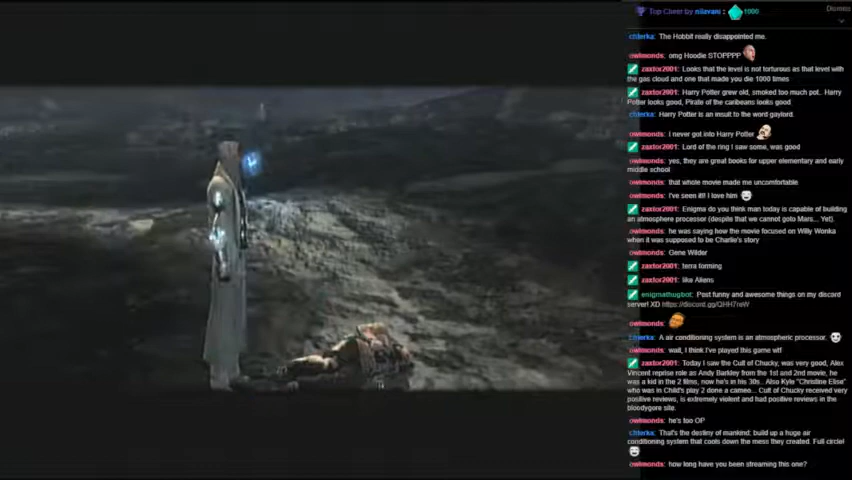 Top Cheer by nilavani : 1000
Donno
chlerka: The Hobbit really disappointed me.
owlmonds: omg Hoodie STOPPPP
zaxtor2001: Looks that the level is not torturous as that level with
the gas cloud and one that made you die 1000 times
zaxtor2001: Harry Potter grew old, smoked too much pot.. Harry
Potter looks good, Pirate of the caribeans looks good
chlerka: Harry Potter is an insult to the word gaylord.
owlmonds: I never got into Harry Potter
zaxtor2001: Lord of the ring I saw some, was good
owlmonds: yes, they are great books for upper elementary and early
middle school
owlmonds: that whole movie made me uncomfortable
owlmonds: I've seen it!! I love him
zaxtor2001: Enigma do you think man today is capable of building
an atmosphere processor (despite that we cannot goto Mars... Yet).
owlmonds: he was saying how the movie focused on Willy Wonka
when it was supposed to be Charlie's story
owlmonds: Gene Wilder
zaxtor2001: terra forming
zaxtor2001: like Aliens
enigmathugbot: Post funny and awesome things on my discord
server! XD https://discord.gg/QHH7reW
owlmonds:
chlerka: A air conditioning system is an atmospheric processor.
owlmonds: wait, I think I've played this game wtf
zaxtor2001: Today I saw the Cult of Chucky, was very good, Alex
Vincent reprise role as Andy Barkley from the 1st and 2nd movie, he
was a kid in the 2 films, now he's in his 30s.. Also Kyle "Christine Elise"
who was in Child's play 2 done a cameo... Cult of Chucky received very
positive reviews, is extremely violent and had positive reviews in the
bloodygore site.
owlmonds: he's too OP
chlerka: That's the destiny of mankind: build up a huge air
conditioning system that cools down the mess they created. Full circle!
owlmonds: how long have you been streaming this one?